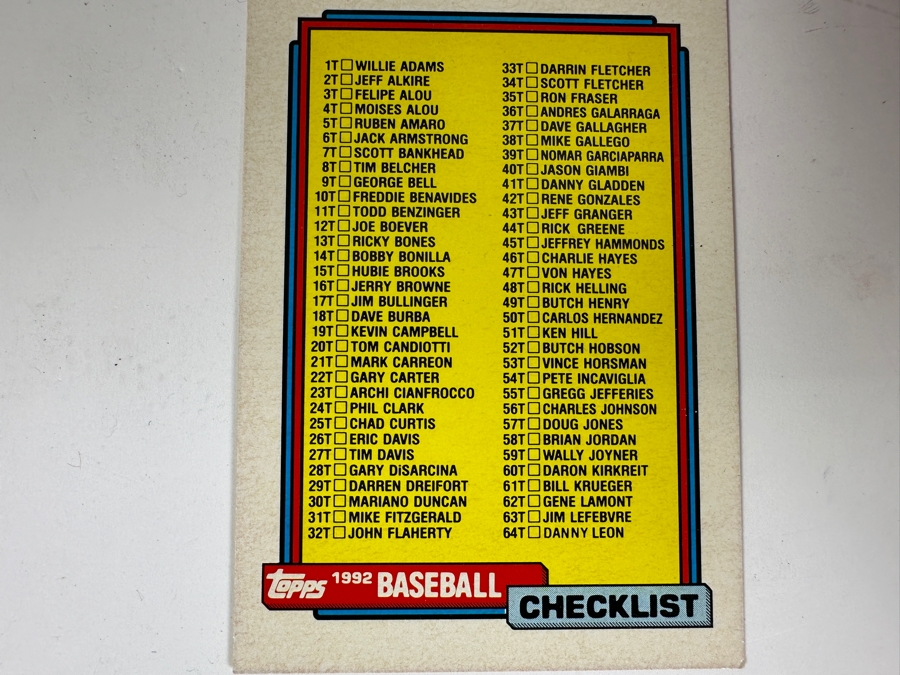 1T WILLIE ADAMS
2T JEFF ALKIRE
3T FELIPE ALOU
4T MOISES ALOU
5T RUBEN AMARO
6T JACK ARMSTRONG
7T SCOTT BANKHEAD
8T TIM BELCHER
9T GEORGE BELL
10T FREDDIE BENAVIDES
11T TODD BENZINGER
12T JOE BOEVER
13T RICKY BONES
14T BOBBY BONILLA
15T HUBIE BROOKS
16T JERRY BROWNE
17T JIM BULLINGER
18T DAVE BURBA
19T KEVIN CAMPBELL
20T TOM CANDIOTTI
21T MARK CARREON
22T GARY CARTER
23T ARCHI CIANFROCCO
24T PHIL CLARK
25T CHAD CURTIS
26T ERIC DAVIS
27T TIM DAVIS
28T GARY DiSARCINA
29T DARREN DREIFORT
30T MARIANO DUNCAN
31T MIKE FITZGERALD
32T JOHN FLAHERTY
33T DARRIN FLETCHER
34T SCOTT FLETCHER
35T RON FRASER
36T ANDRES GALARRAGA
37T DAVE GALLAGHER
38T MIKE GALLEGO
39T NOMAR GARCIAPARRA
40T JASON GIAMBI
41T DANNY GLADDEN
42T RENE GONZALES
43T JEFF GRANGER
44T RICK GREENE
45T JEFFREY HAMMONDS
46T CHARLIE HAYES
47T VON HAYES
48T RICK HELLING
49T BUTCH HENRY
50T CARLOS HERNANDEZ
51T KEN HILL
52T BUTCH HOBSON
53T VINCE HORSMAN
54T PETE INCAVIGLIA
55T GREGG JEFFERIES
56T CHARLES JOHNSON
57T DOUG JONES
58T BRIAN JORDAN
59T WALLY JOYNER
60T DARON KIRKREIT
61T BILL KRUEGER
62T GENE LAMONT
63T JIM LEFEBVRE
64T DANNY LEON
TOPPS 1992 BASEBALL
CHECKLIST